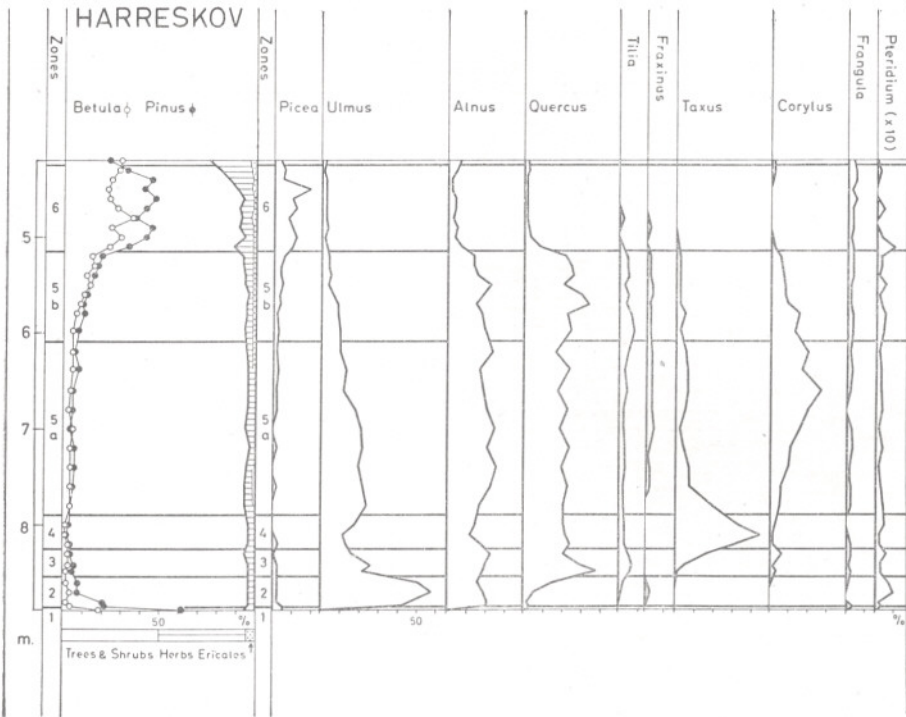 HARRESKOV
Zones
Betula Pinus
Zones
Picea
Ulmus
Alnus
Quercus
Tilia
Fraxinus
Taxus
Corylus
Frangula
Pteridium (x10)
6
6
5
5
b
5
b
6
5
a
5
a
7
8
4
4
3
3
2
2
1
1
m.
50 %
50
%
Trees & Shrubs Herbs Ericales